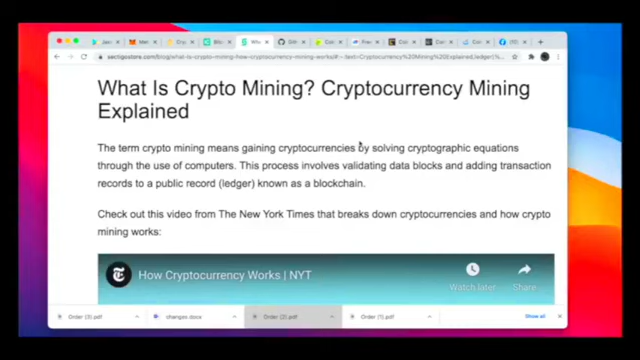 What Is Crypto Mining? Cryptocurrency Mining
Explained
The term crypto mining means gaining cryptocurrencies by solving cryptographic equations
through the use of computers. This process involves validating data blocks and adding transaction
records to a public record (ledger) known as a blockchain.
Check out this video from The New York Times that breaks down cryptocurrencies and how crypto
mining works:
How Cryptocurrency Works | NYT
Watch later
Share
Order (3).pdf
changes.docx
Order (2).pdf
Order (1).pdf
Show all